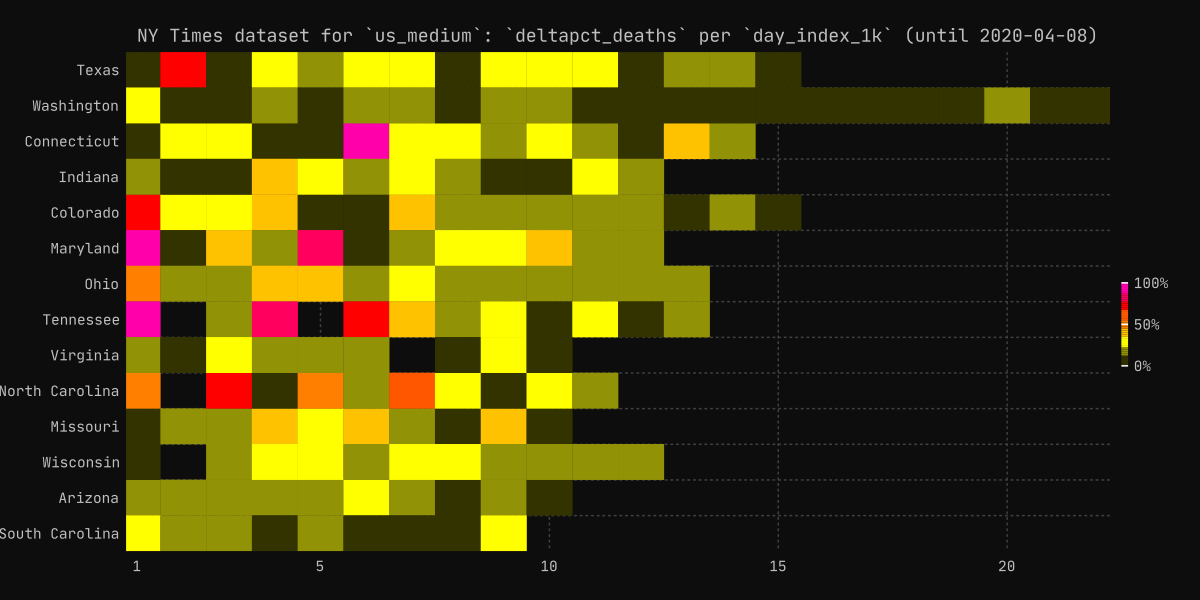 NY Times dataset for `us_medium`: `deltapct_deaths` per `day_index_1k` (until 2020-04-08)
Texas
Washington
Connecticut
Indiana
Colorado
Maryland
Ohio
Tennessee
Virginia
North Carolina
Missouri
Wisconsin
Arizona
South Carolina
1 5 10 15 20
100%
50%
0%